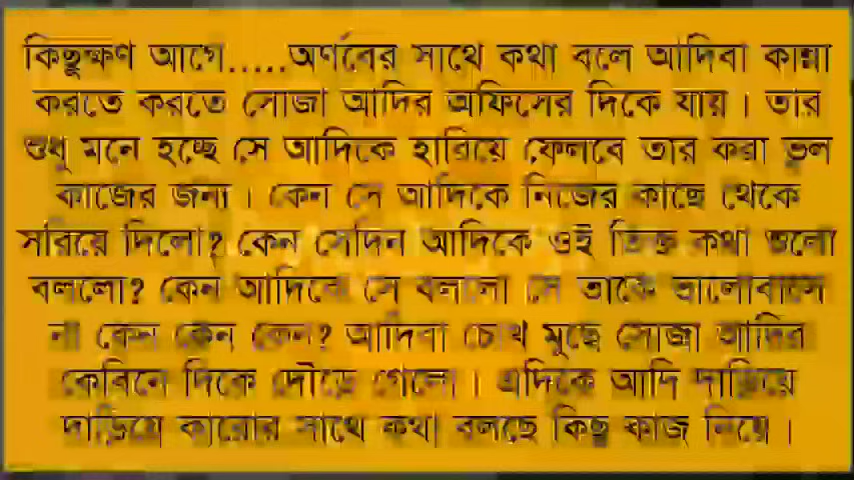 কিছুক্ষণ আগে.....অর্ণবের সাথে কথা বলে আদিবা কান্না
করতে করতে সোজা আদির অফিসের দিকে যায়। তার
শুধু মনে হচ্ছে সে আদিকে হারিয়ে ফেলবে তার করা ভুল
কাজের জন্য। কেন সে আদিকে নিজের কাছে থেকে
সরিয়ে দিলো? কেন সেদিন আদিকে ওই তিক্ত কথা গুলো
বললো? কেন আদিকে সে বললো সে তাকে ভালোবাসে
না কেন কেন কেন? আদিবা চোখ মুছে সোজা আদির
কেবিনে দিকে দৌড়ে গেলো। এদিকে আদি দাড়িয়ে
দাড়িয়ে কারোর সাথে কথা বলছে কিছু কাজ নিয়ে।